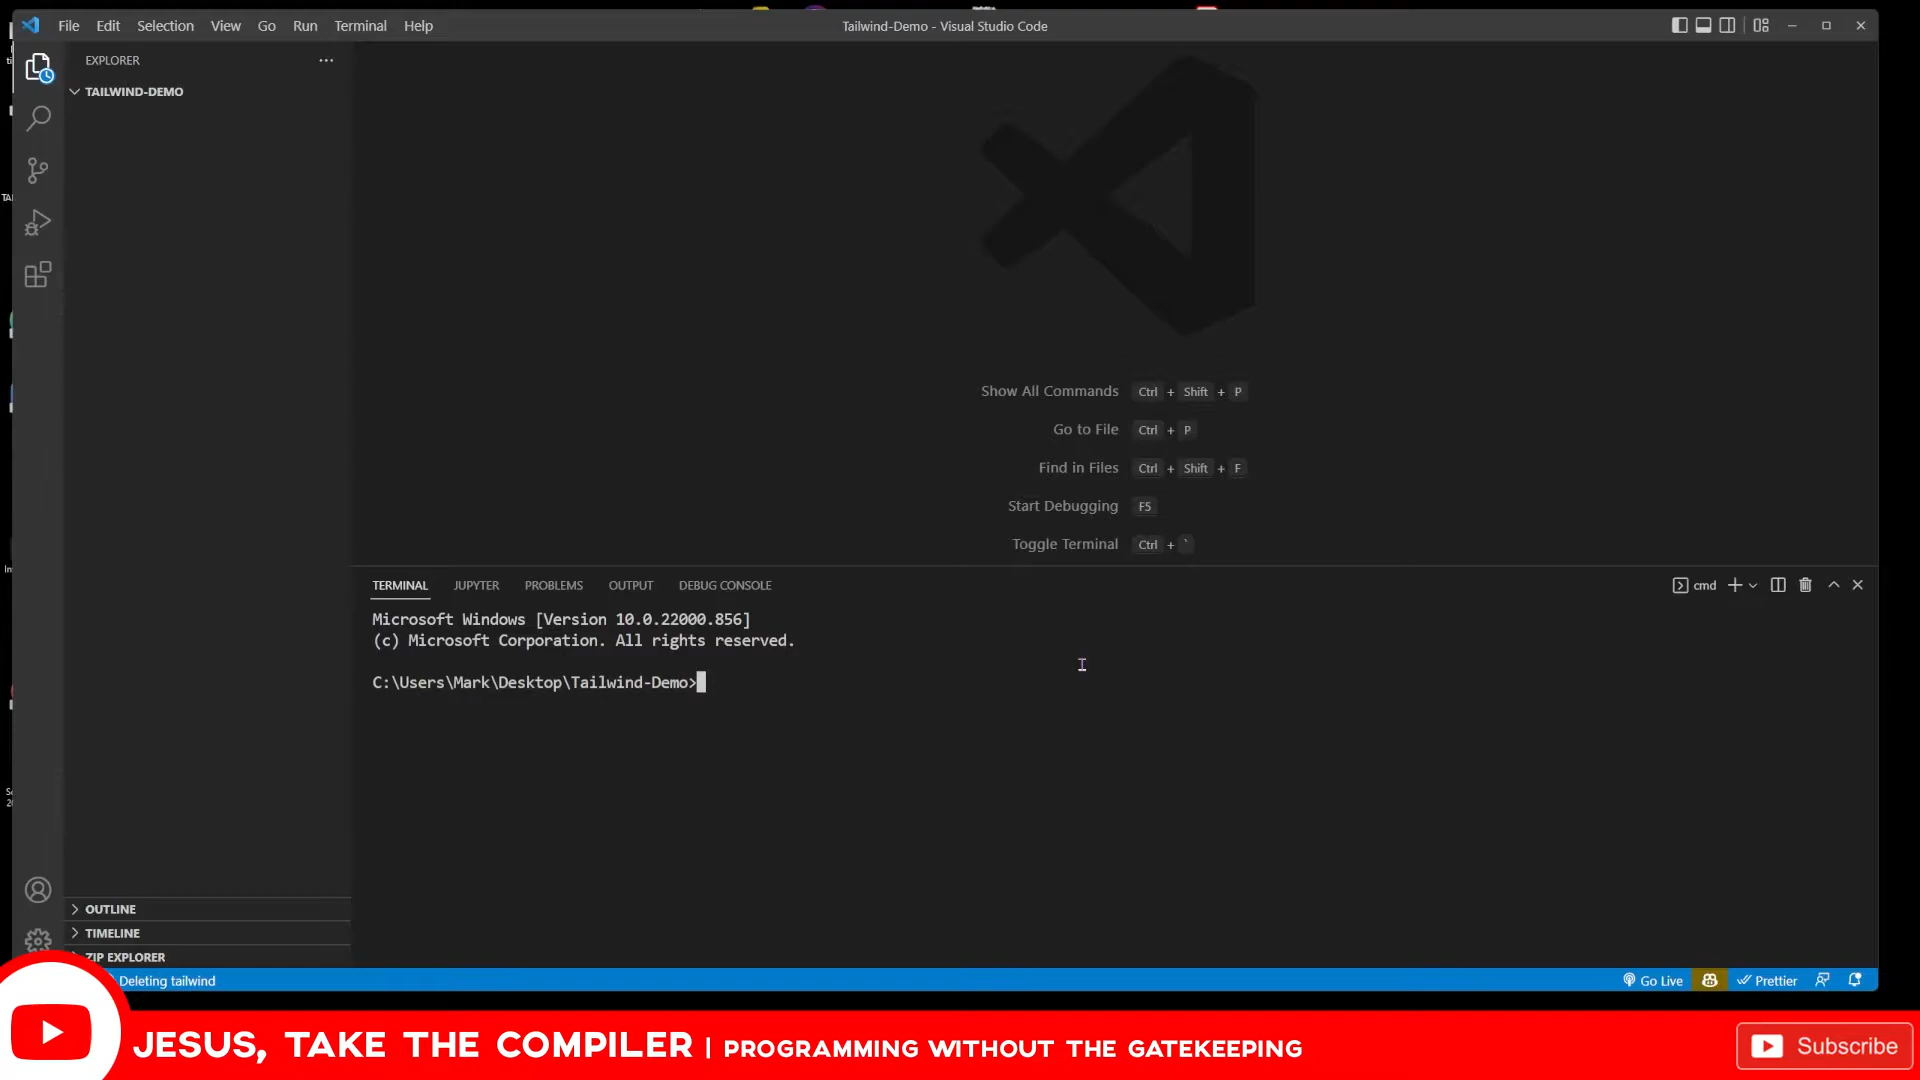 File Edit Selection View Go Run Terminal Help
Tailwind-Demo - Visual Studio Code
EXPLORER
TAILWIND-DEMO
Show All Commands Ctrl + Shift + P
Go to File Ctrl + P
Find in Files Ctrl + Shift + F
Start Debugging F5
Toggle Terminal Ctrl + `
TERMINAL JUPYTER PROBLEMS OUTPUT DEBUG CONSOLE
cmd
Microsoft Windows [Version 10.0.22000.856]
(c) Microsoft Corporation. All rights reserved.
C:\Users\Mark\Desktop\Tailwind-Demo>
OUTLINE
TIMELINE
ZIP EXPLORER
Deleting tailwind
Go Live
Prettier
JESUS, TAKE THE COMPILER | PROGRAMMING WITHOUT THE GATEKEEPING
Subscribe